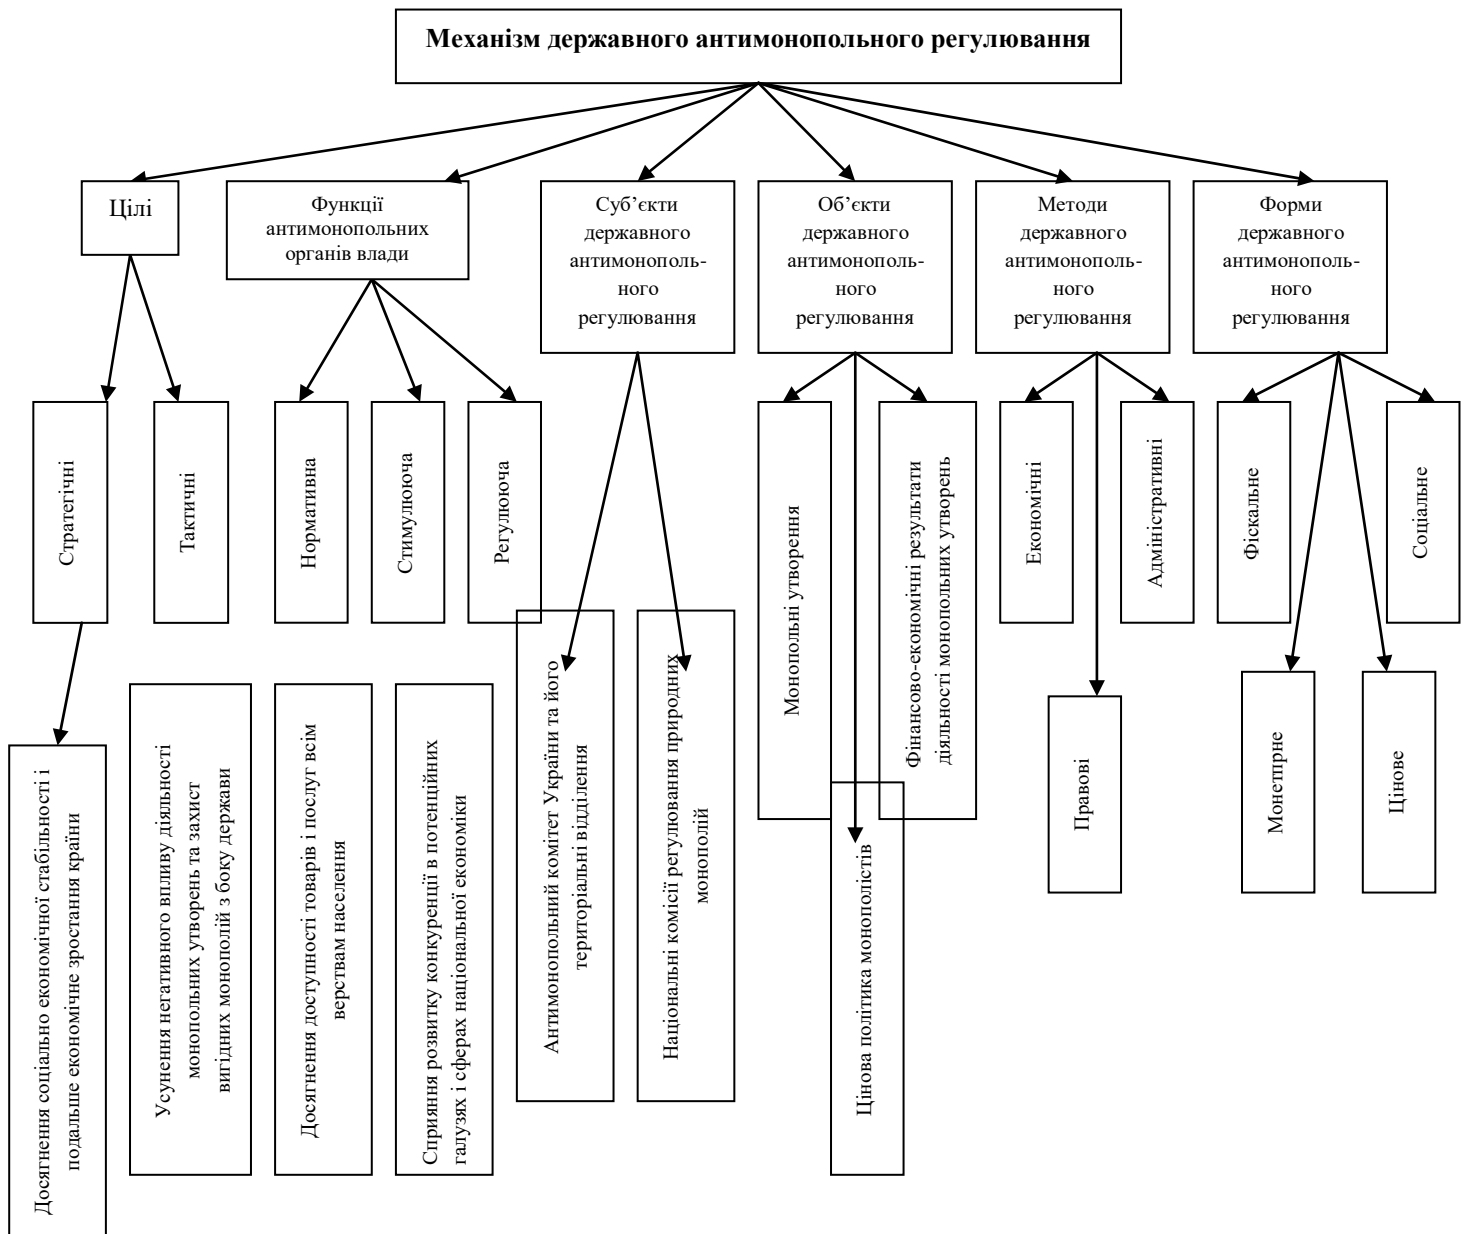 Механізм державного антимонопольного регулювання
Цілі
Функції
антимонопольних
органів влади
Суб’єкти
державного
антимонополь-
ного
регулювання
Об’єкти
державного
антимонополь-
ного
регулювання
Методи
державного
антимонополь-
ного
регулювання
Форми
державного
антимонополь-
ного
регулювання
Стратегічні
Тактичні
Нормативна
Стимулююча
Регулююча
Монопольні утворення
Фінансово-економічні результати
діяльності монопольних утворень
Економічні
Адміністративні
Фіскальне
Соціальне
Досягнення соціально економічної стабільності і
подальше економічне зростання країни
Усунення негативного впливу діяльності
монопольних утворень та захист
вигідних монополій з боку держави
Досягнення доступності товарів і послуг всім
верствам населення
Сприяння розвитку конкуренції в потенційних
галузях і сферах національної економіки
Антимонопольний комітет України та його
територіальні відділення
Національні комісії регулювання природних
монополій
Цінова політика монополістів
Правові
Монетпрне
Цінове